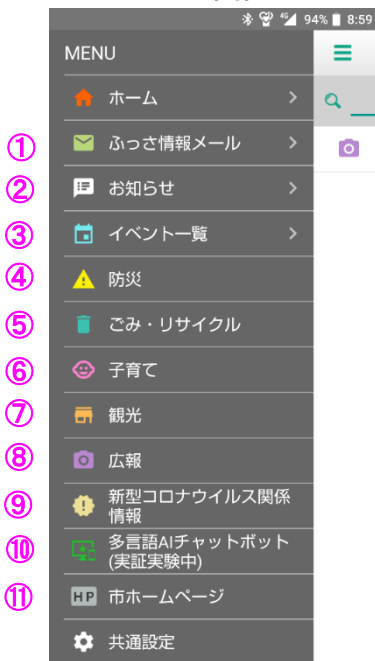 4G 94% 8:59
MENU
ホーム
① ふっさ情報メール
② お知らせ
③ イベント一覧
④ 防災
⑤ ごみ・リサイクル
⑥ 子育て
⑦ 観光
⑧ 広報
⑨ 新型コロナウイルス関係
情報
⑩ 多言語AIチャットボット
(実証実験中)
⑪ HP 市ホームページ
共通設定